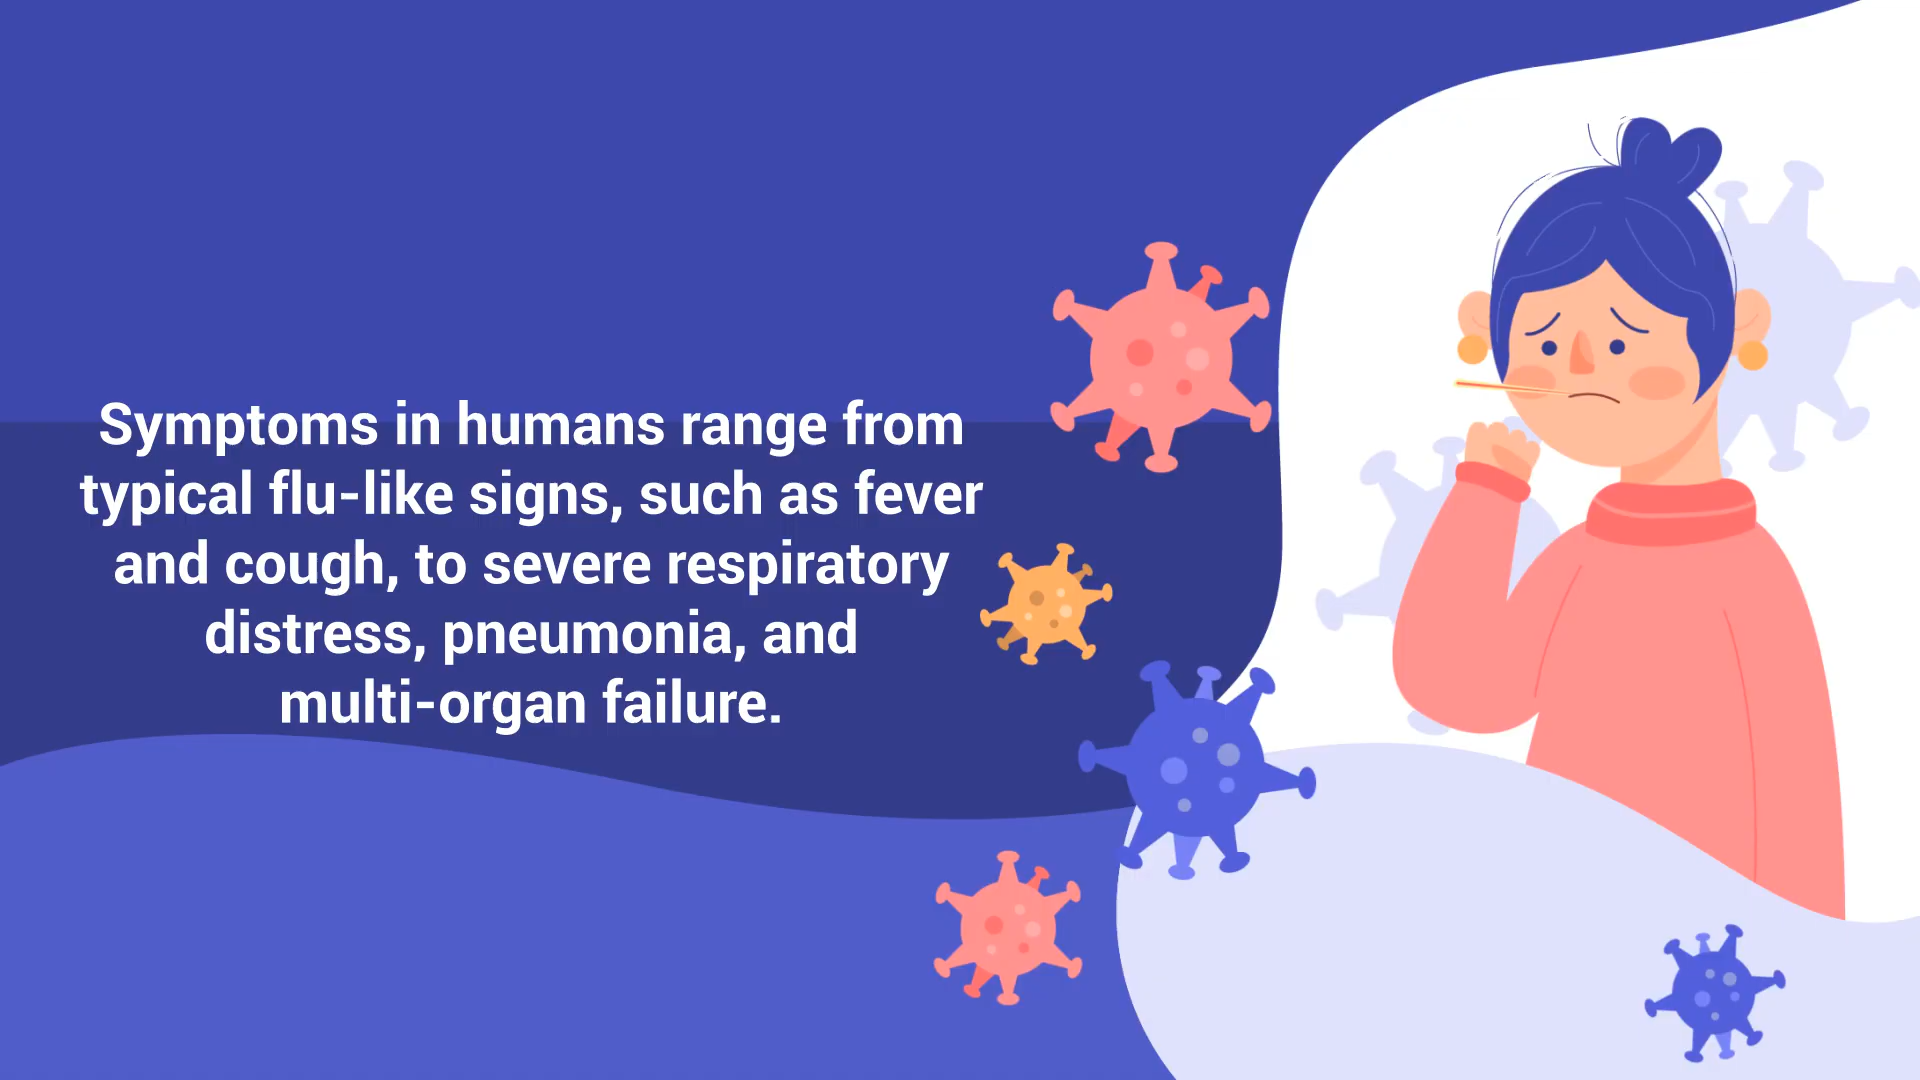 Symptoms in humans range from
typical flu-like signs, such as fever
and cough, to severe respiratory
distress, pneumonia, and
multi-organ failure.